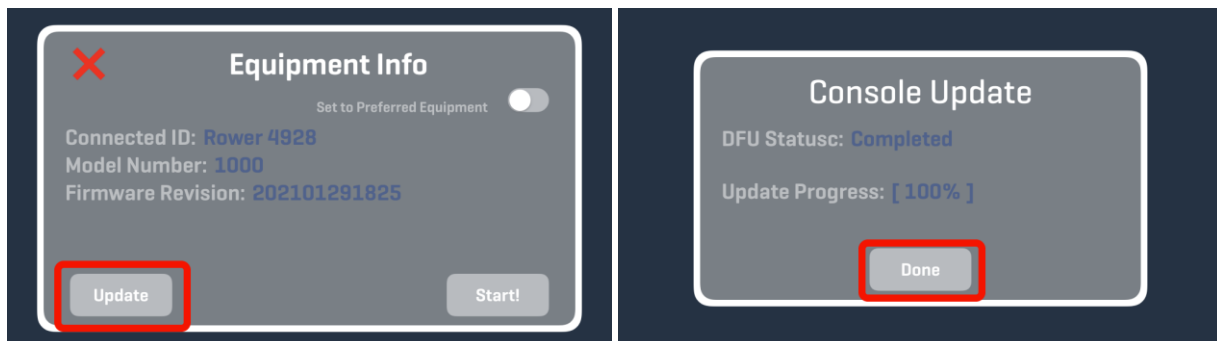 Equipment Info
Set to Preferred Equipment
Connected ID: Rower 4928
Model Number: 1000
Firmware Revision: 202101291825
Update
Start!
Console Update
DFU Statusc: Completed
Update Progress: [ 100% ]
Done